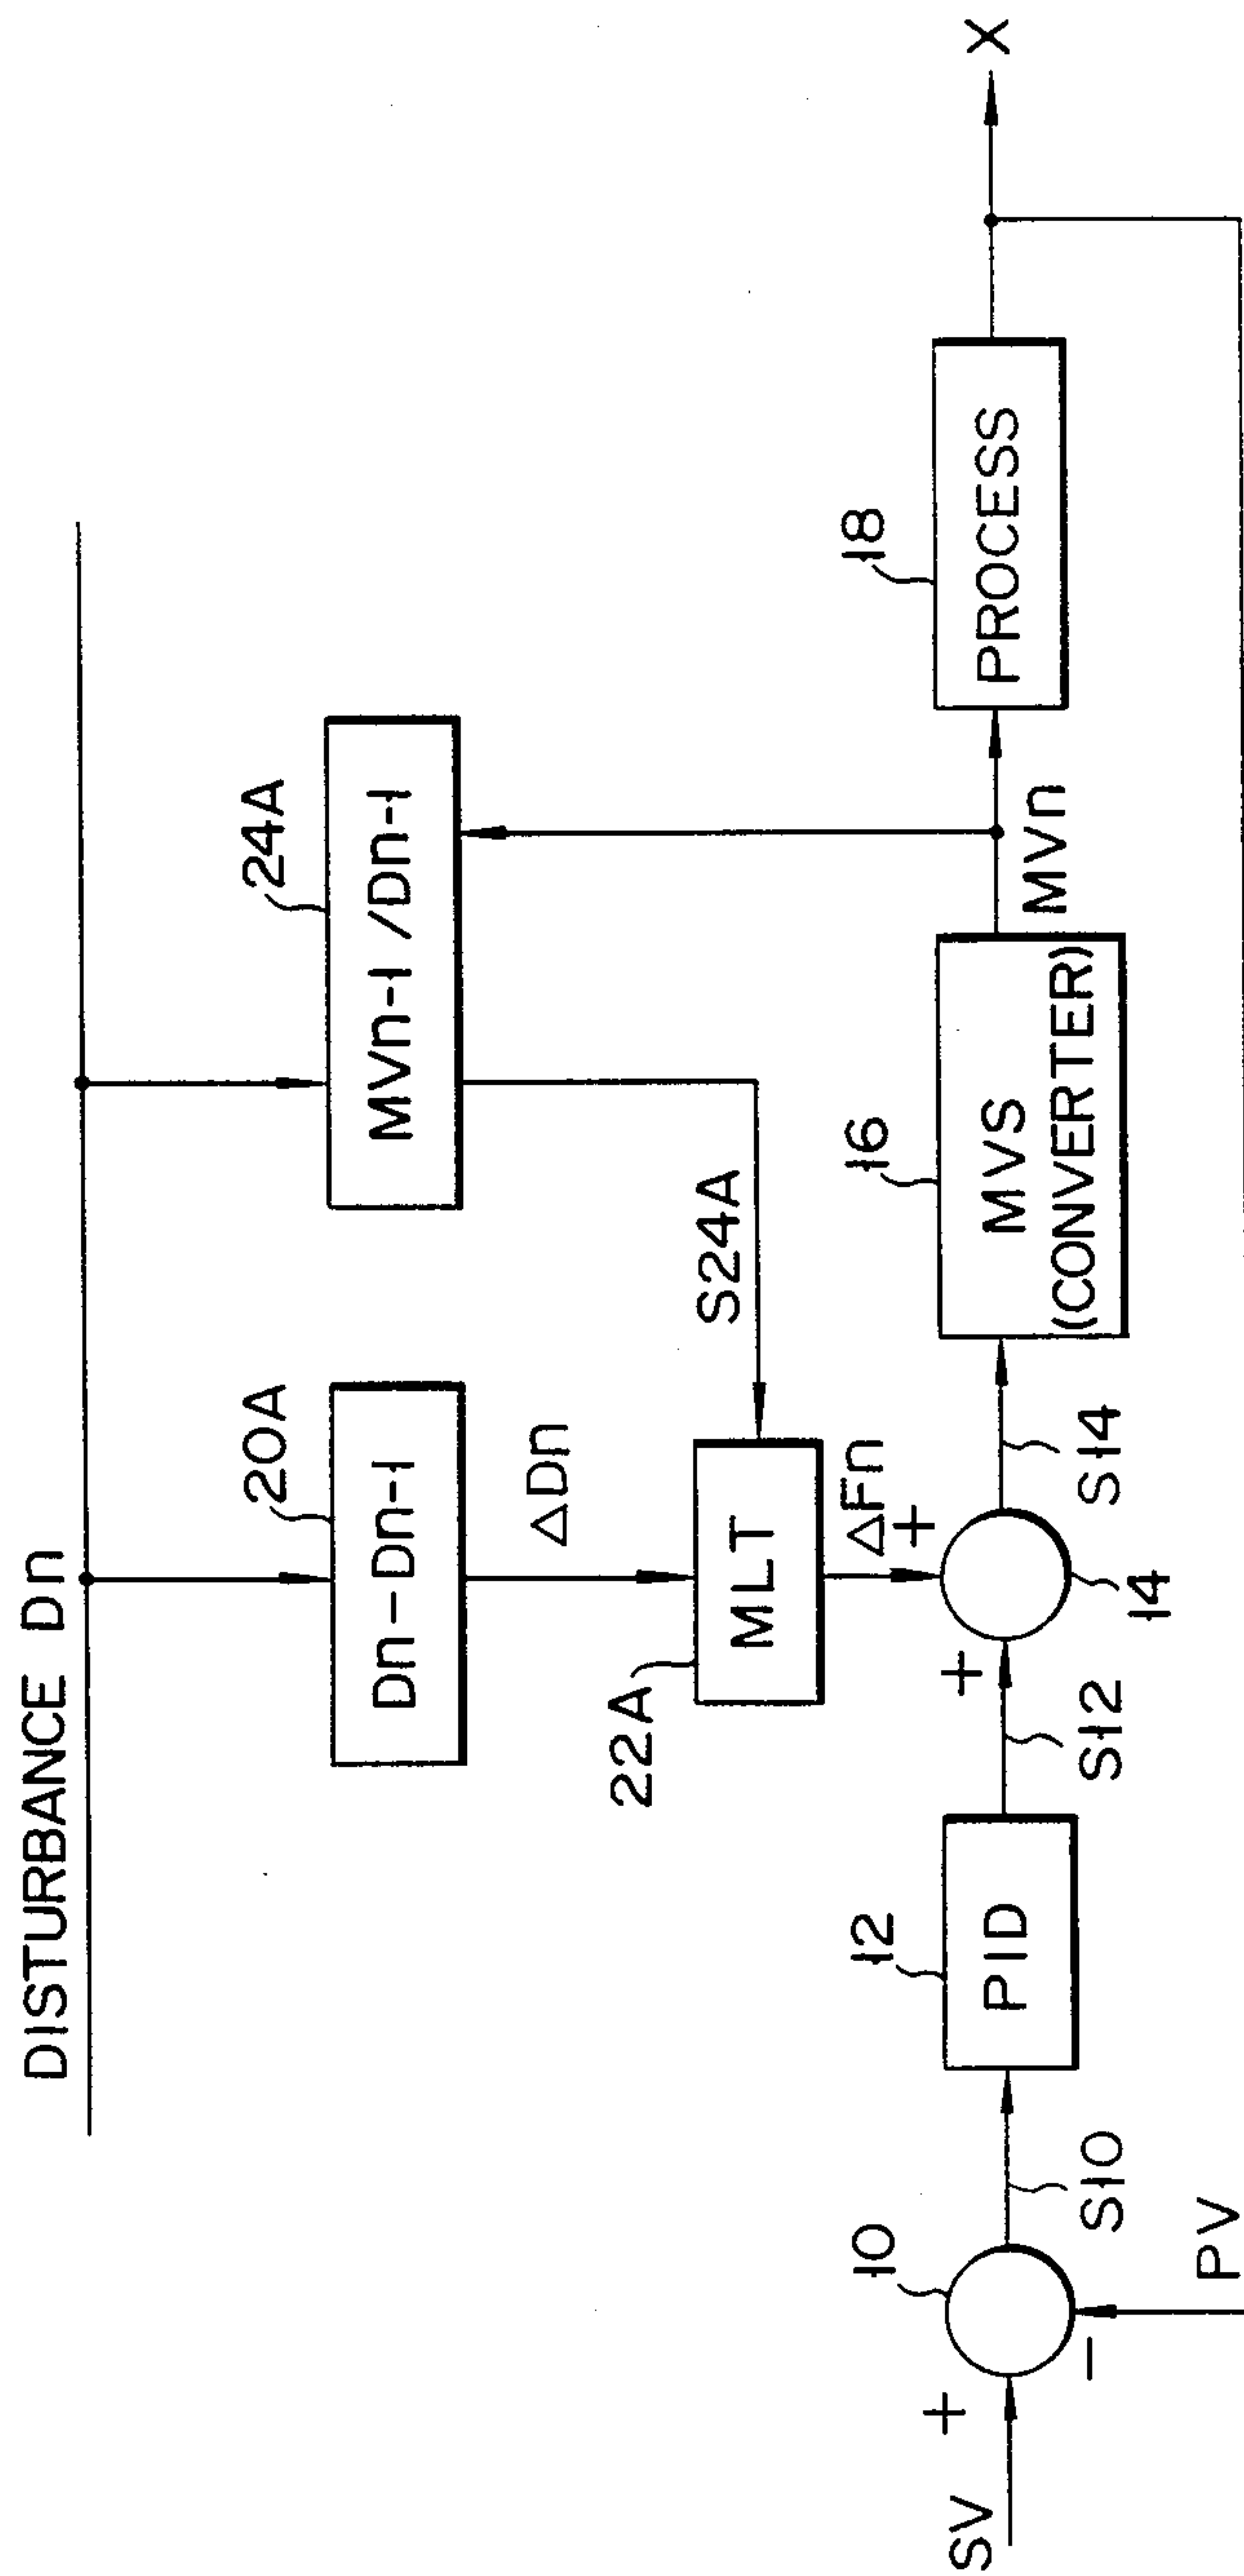 DISTURBANCE Dn
20A
Dn-Dn-1
24A
MVn-1/Dn-1
ΔDn
S24A
22A
MLT
ΔFn
+
SV
+
10
-
PV
S10
12
PID
S12
+
14
S14
16
MVS
(CONVERTER)
MVn
18
PROCESS
X